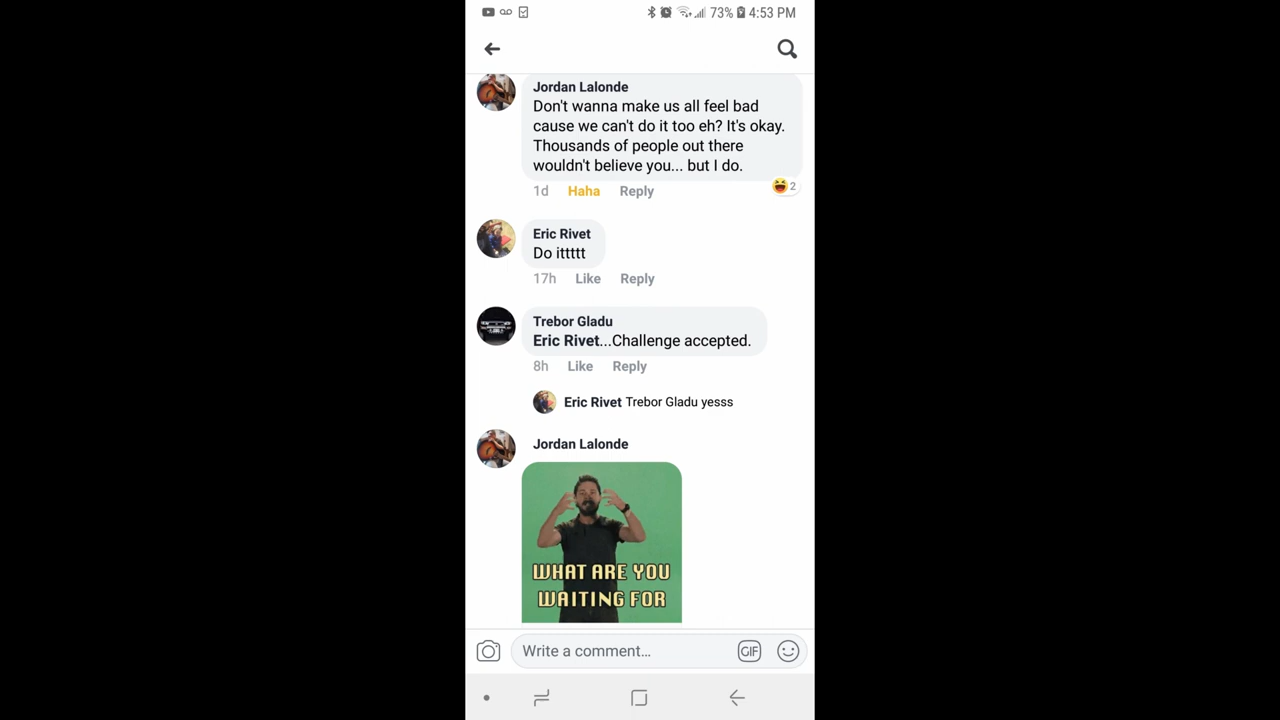 73% 4:53 PM
Jordan Lalonde
Don't wanna make us all feel bad
cause we can't do it too eh? It's okay.
Thousands of people out there
wouldn't believe you... but I do.
1d Haha Reply 2
Eric Rivet
Do ittttt
17h Like Reply
Trebor Gladu
Eric Rivet...Challenge accepted.
8h Like Reply
Eric Rivet Trebor Gladu yesss
Jordan Lalonde
WHAT ARE YOU
WAITING FOR
Write a comment... GIF